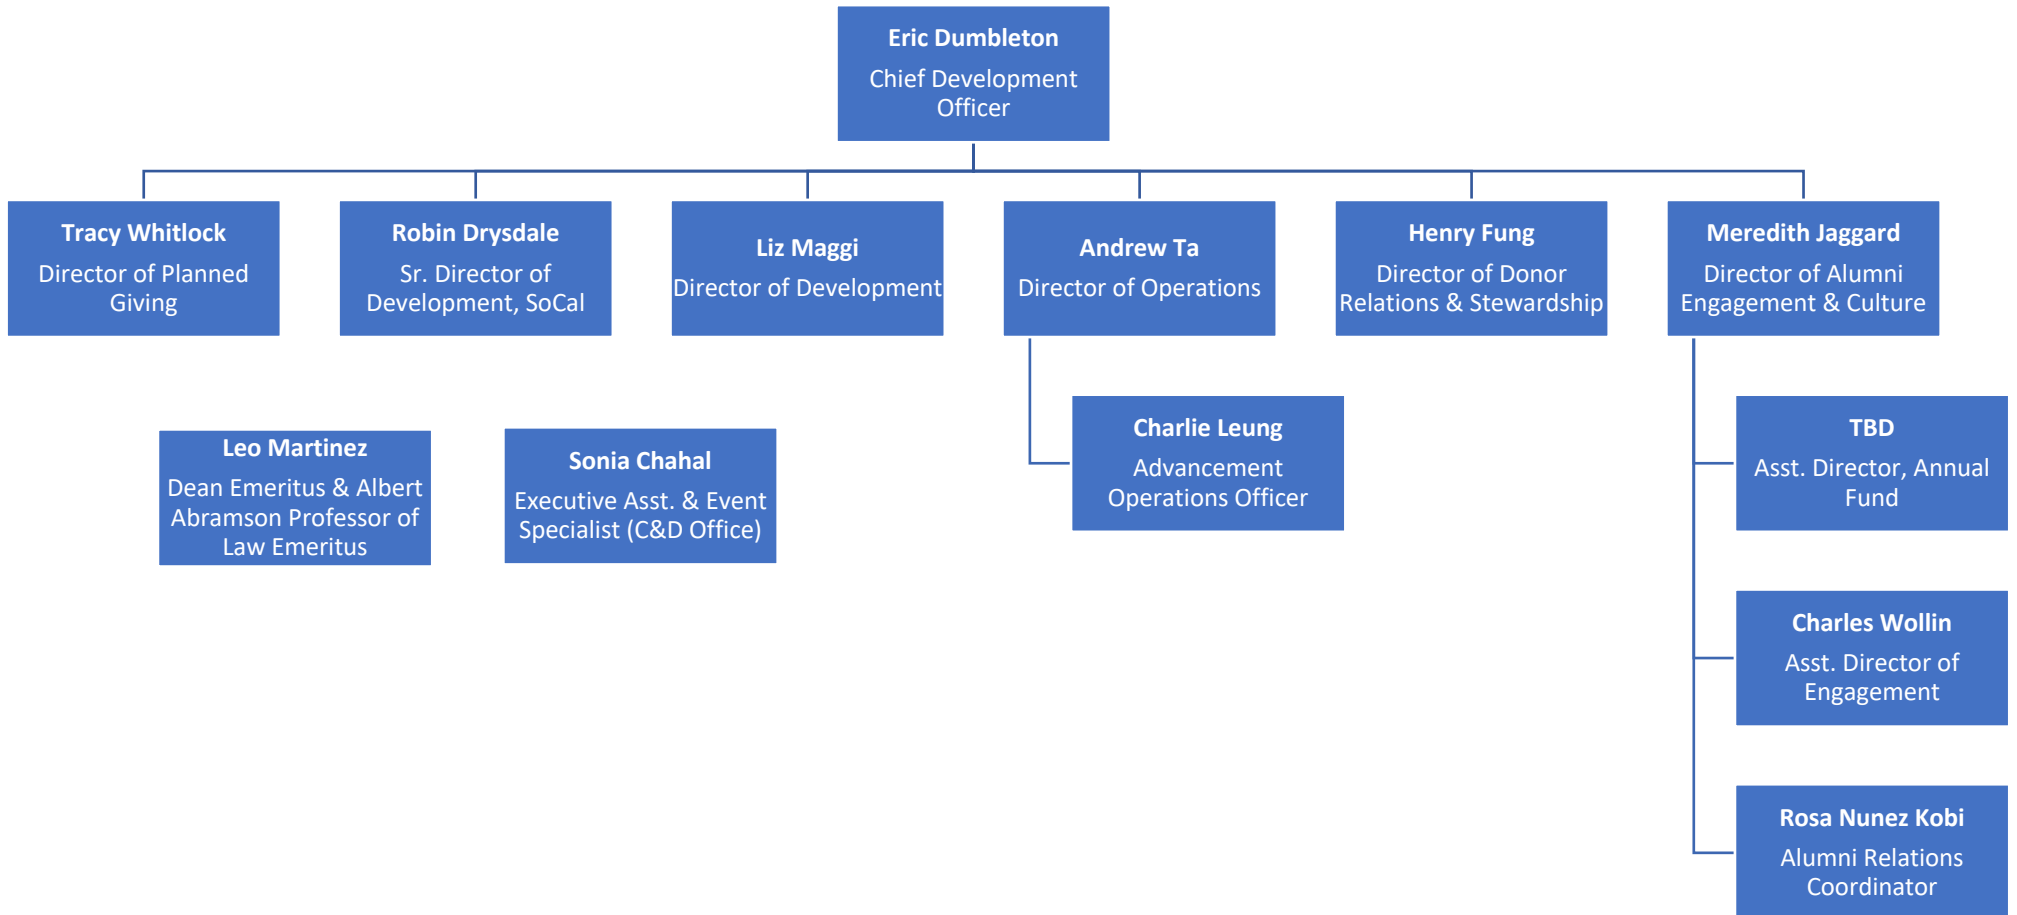 Eric Dumbleton
Chief Development
Officer
Tracy Whitlock
Director of Planned
Giving
Robin Drysdale
Sr. Director of
Development, SoCal
Liz Maggi
Director of Development
Andrew Ta
Director of Operations
Henry Fung
Director of Donor
Relations & Stewardship
Meredith Jaggard
Director of Alumni
Engagement & Culture
Leo Martinez
Dean Emeritus & Albert
Abramson Professor of
Law Emeritus
Sonia Chahal
Executive Asst. & Event
Specialist (C&D Office)
Charlie Leung
Advancement
Operations Officer
TBD
Asst. Director, Annual
Fund
Charles Wollin
Asst. Director of
Engagement
Rosa Nunez Kobi
Alumni Relations
Coordinator